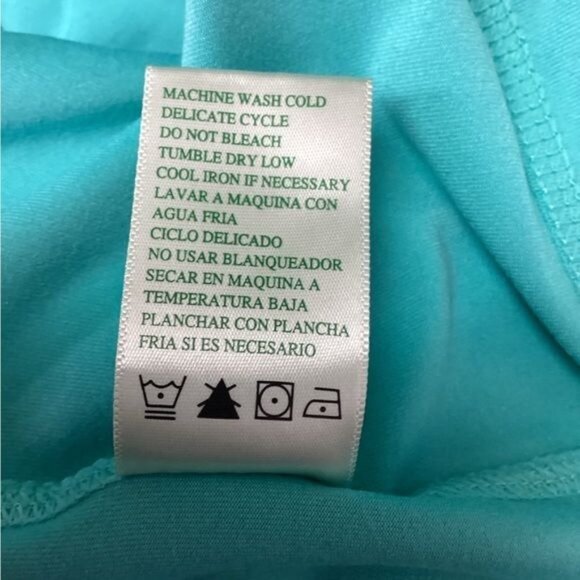 MACHINE WASH COLD
DELICATE CYCLE
DO NOT BLEACH
TUMBLE DRY LOW
COOL IRON IF NECESSARY
LAVAR A MAQUINA CON
AGUA FRIA
CICLO DELICADO
NO USAR BLANQUEADOR
SECAR EN MAQUINA A
TEMPERATURA BAJA
PLANCHAR CON PLANCHA
FRIA SI ES NECESARIO